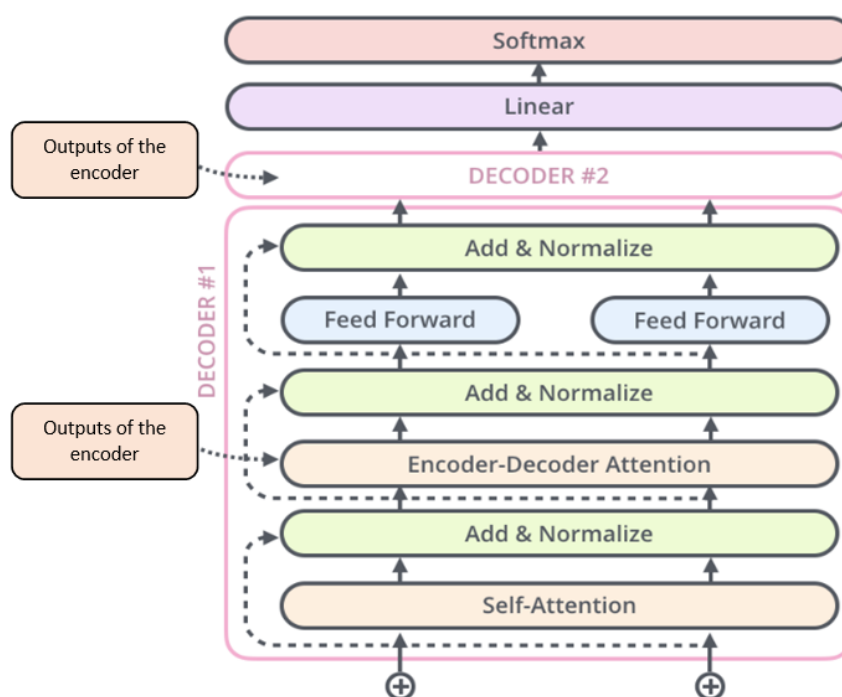 Softmax
Linear
Outputs of the
encoder
DECODER #2
DECODER #1
Add & Normalize
Feed Forward
Feed Forward
Add & Normalize
Outputs of the
encoder
Encoder-Decoder Attention
Add & Normalize
Self-Attention